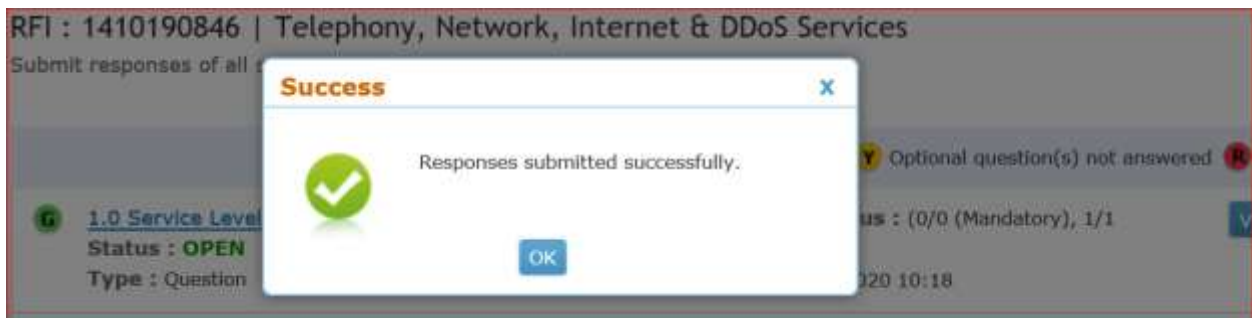 RFI : 1410190846 | Telephony, Network, Internet & DDoS Services
Submit responses of all
Success x
Responses submitted successfully.
Y Optional question(s) not answered R
G 1.0 Service Level us : (0/0 (Mandatory), 1/1 V
Status : OPEN
OK
Type : Question 020 10:18